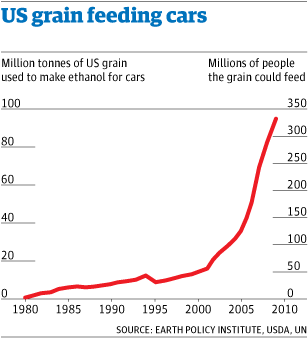 US grain feeding cars
Million tonnes of US grain
used to make ethanol for cars
Millions of people
the grain could feed
100
80
60
40
20
0
350
300
250
200
150
100
50
0
1980 1985 1990 1995 2000 2005 2010
SOURCE: EARTH POLICY INSTITUTE, USDA, UN